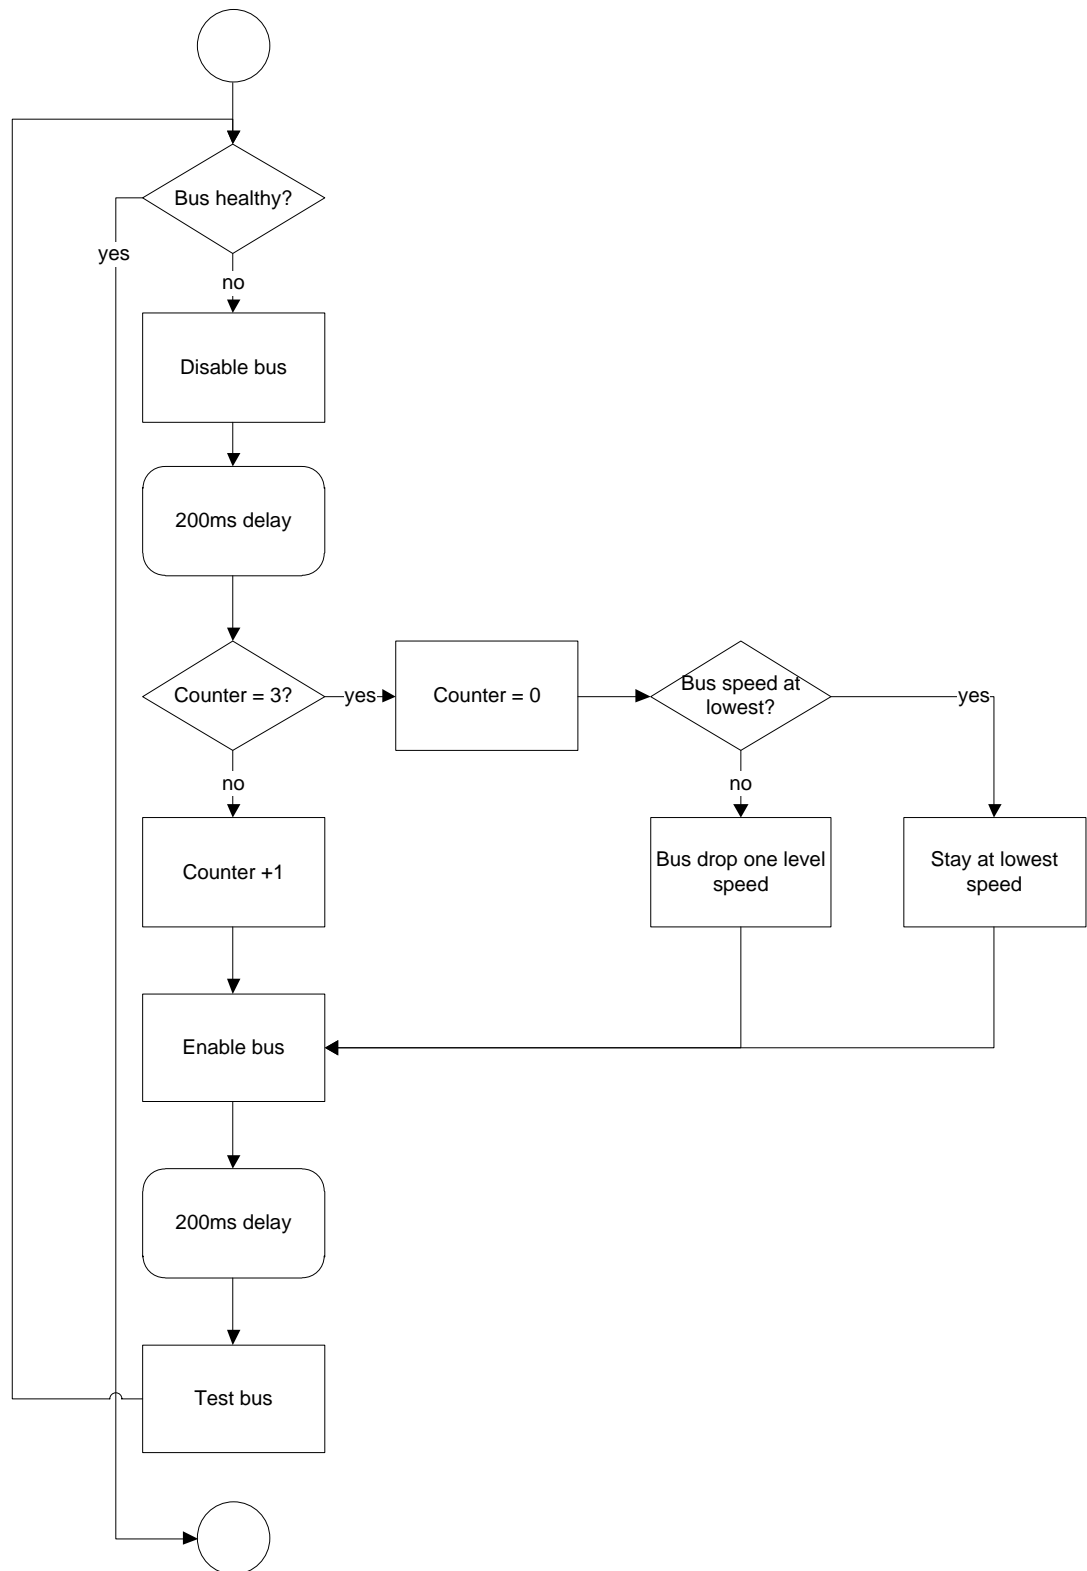 Bus healthy?
yes
no
Disable bus
200ms delay
Counter = 3?
yes
Counter = 0
Bus speed at
lowest?
yes
no
no
Counter +1
Bus drop one level
speed
Stay at lowest
speed
Enable bus
200ms delay
Test bus